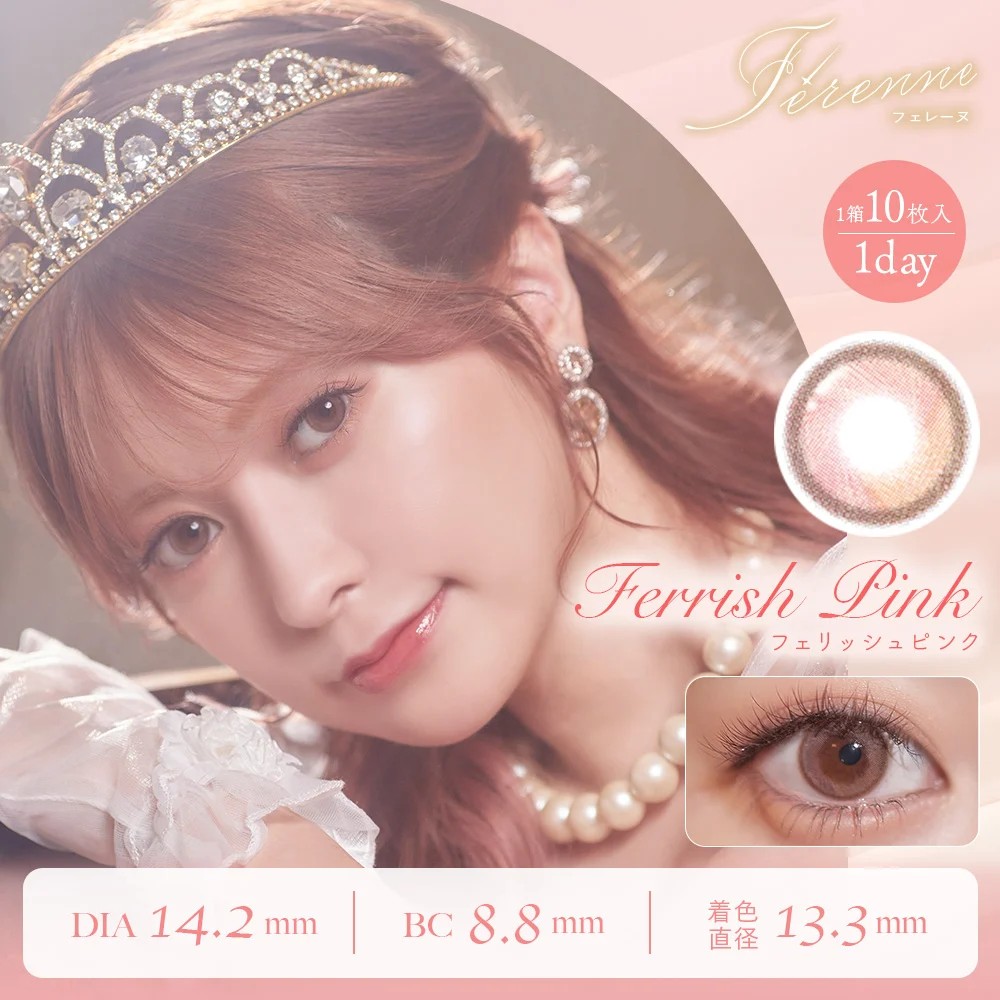 Férenne
フェレーヌ
1箱10枚入
1day
Ferrish Pink
フェリッシュピンク
DIA 14.2 mm
BC 8.8 mm
着色
直径 13.3 mm